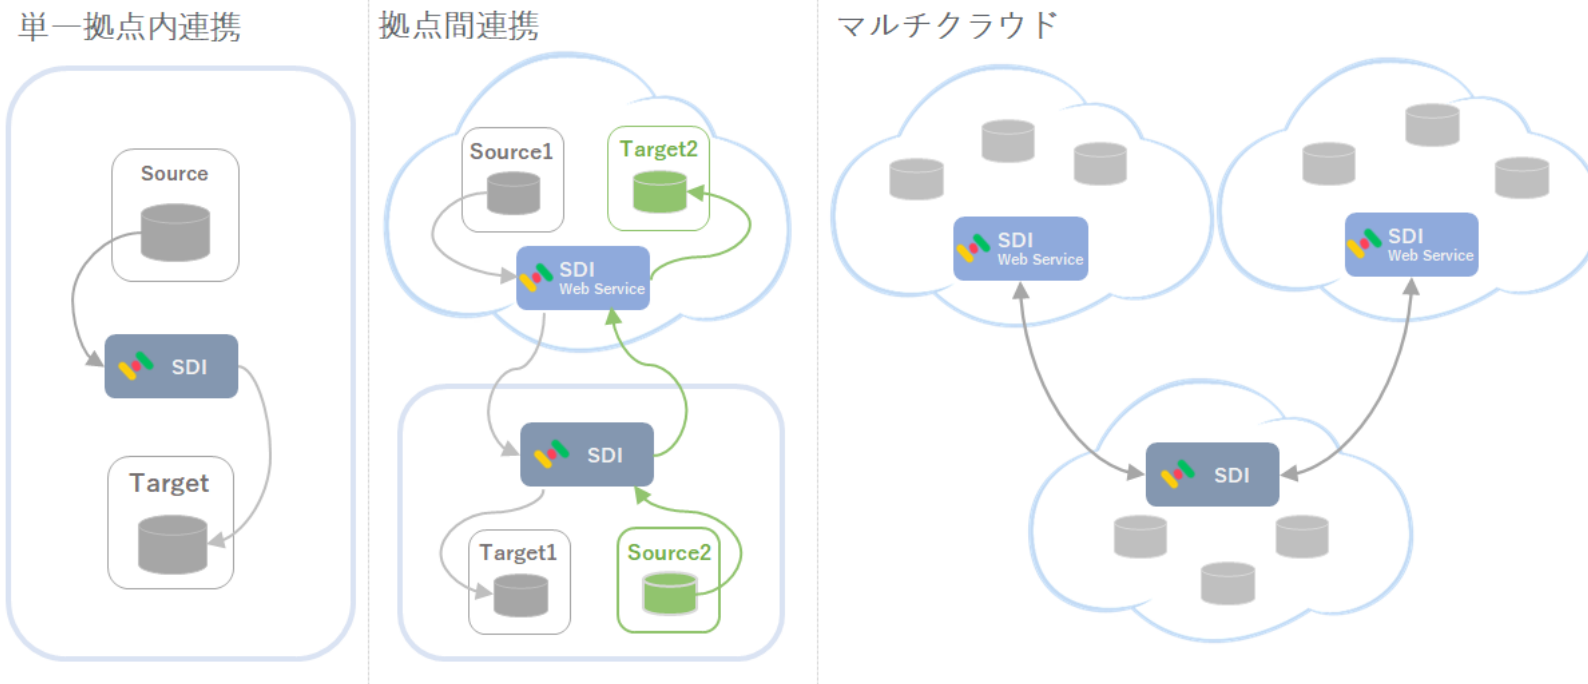 単一拠点内連携
Source
SDI
Target
拠点間連携
Source1
Target2
SDI
Web Service
SDI
Target1
Source2
マルチクラウド
SDI
Web Service
SDI
Web Service
SDI